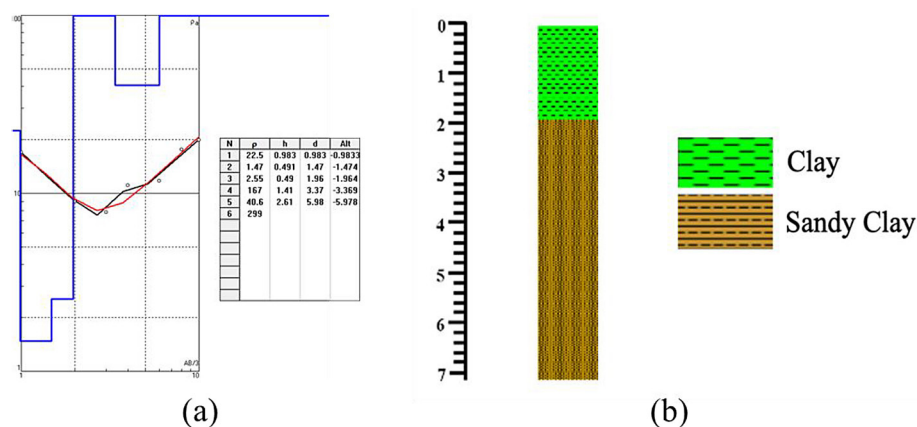 100
10
1
ρa
AB/3
1
10
N ρ h d Alt
1 22.5 0.983 0.983 -0.9833
2 1.47 0.491 1.47 -1.474
3 2.55 0.49 1.96 -1.964
4 167 1.41 3.37 -3.369
5 40.6 2.61 5.98 -5.978
6 299
(a)
0
1
2
3
4
5
6
7
Clay
Sandy Clay
(b)